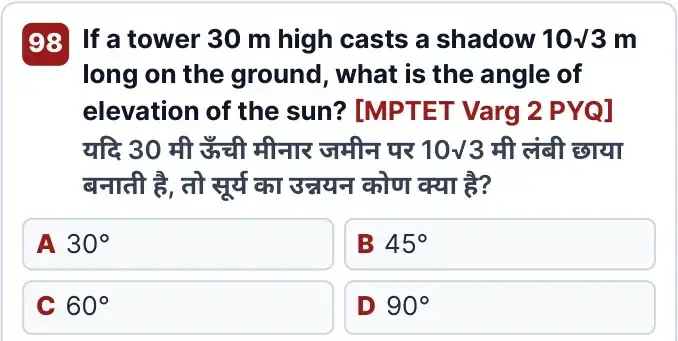 98 If a tower 30 m high casts a shadow 10√3 m
long on the ground, what is the angle of
elevation of the sun? [MPTET Varg 2 PYQ]
यदि 30 मी ऊँची मीनार जमीन पर 10√3 मी लंबी छाया
बनाती है, तो सूर्य का उन्नयन कोण क्या है?
A 30° B 45°
C 60° D 90°